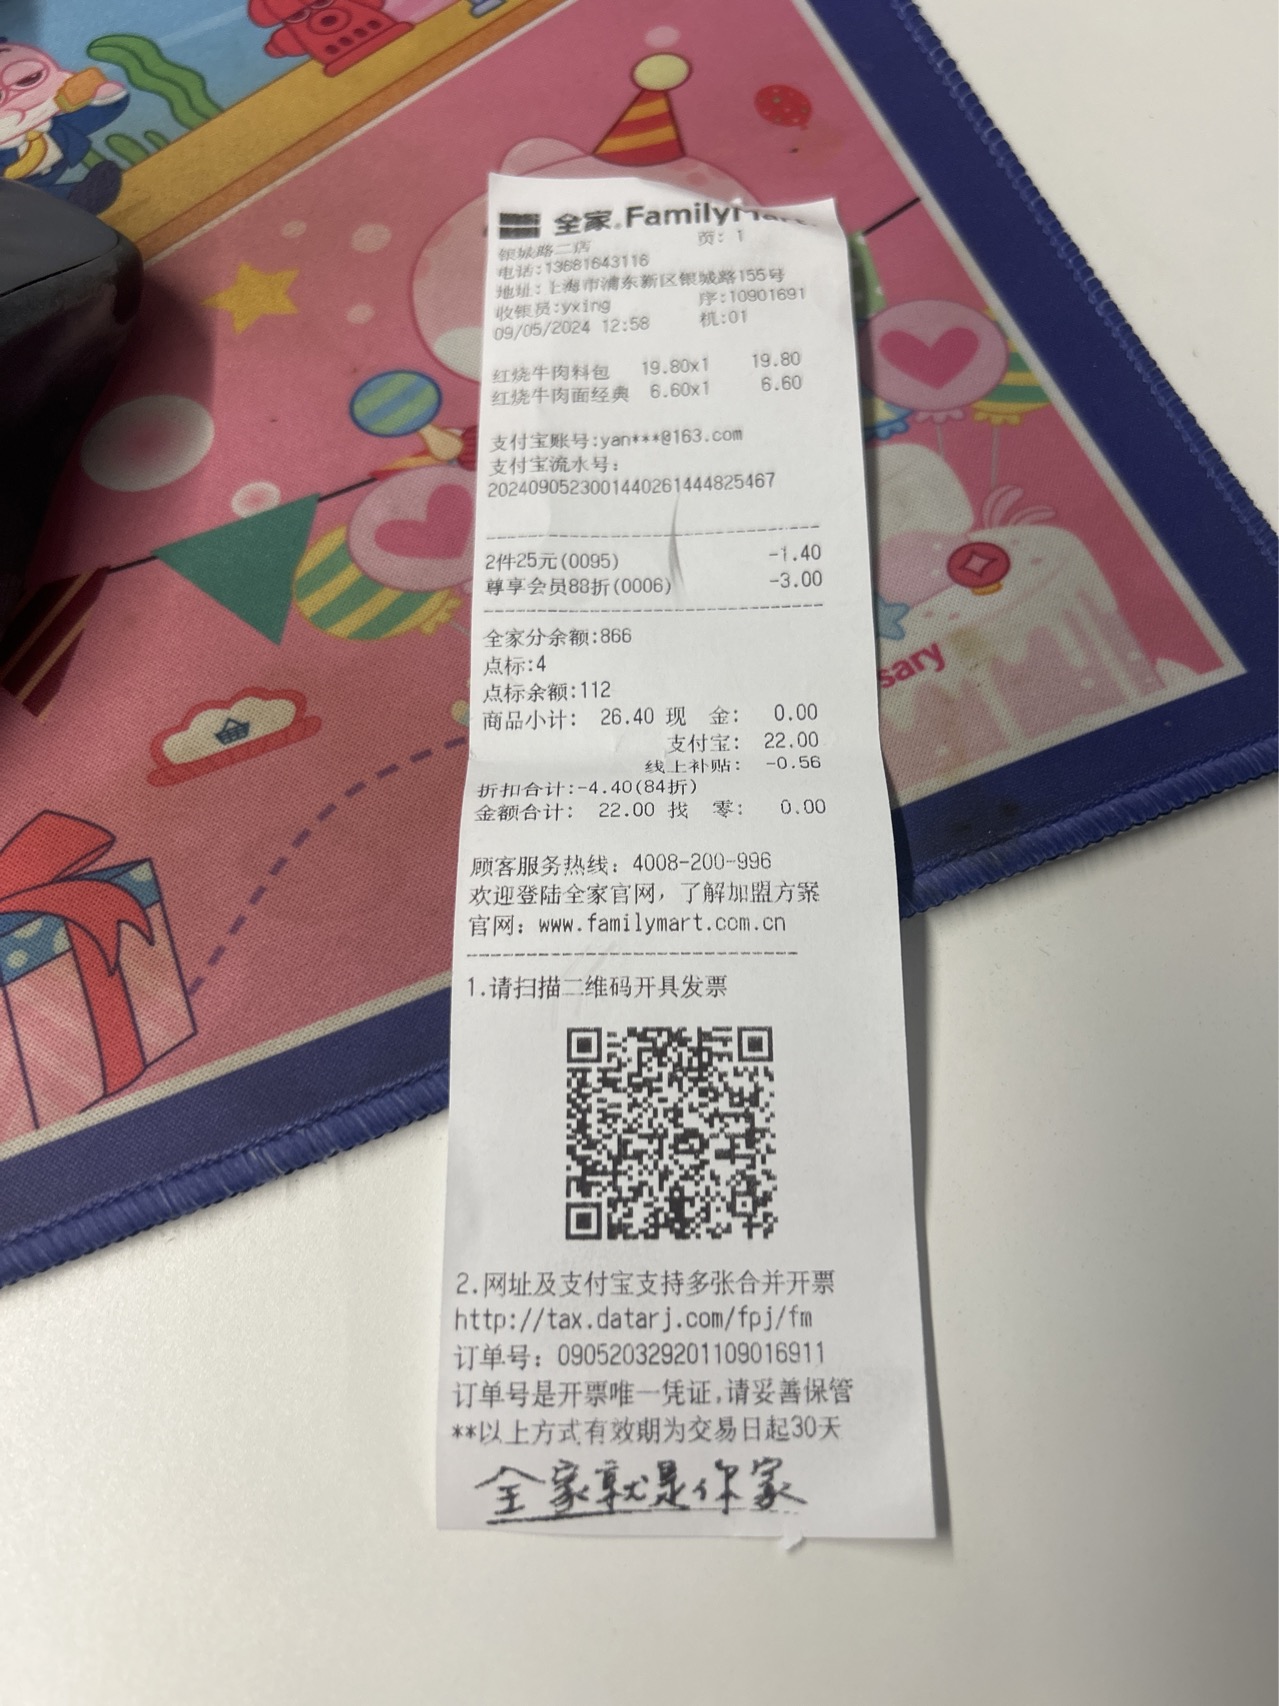 全家 FamilyMart
银城路二店 页: 1
电话:13681643116
地址:上海市浦东新区银城路155号
收银员:yxing 序:10901691
09/05/2024 12:58 机:01
红烧牛肉料包 19.80x1 19.80
红烧牛肉面经典 6.60x1 6.60
支付宝账号:yan***@163.com
支付宝流水号:
2024090523001440261444825467
2件25元(0095) -1.40
尊享会员88折(0006) -3.00
全家分余额:866
点标:4
点标余额:112
商品小计: 26.40 现 金: 0.00
支付宝: 22.00
线上补贴: -0.56
折扣合计:-4.40(84折)
金额合计: 22.00 找 零: 0.00
顾客服务热线: 4008-200-996
欢迎登陆全家官网, 了解加盟方案
官网: www.familymart.com.cn
1.请扫描二维码开具发票
2.网址及支付宝支持多张合并开票
http://tax.datarj.com/fpj/fm
订单号: 090520329201109016911
订单号是开票唯一凭证,请妥善保管
**以上方式有效期为交易日起30天
全家就是你家